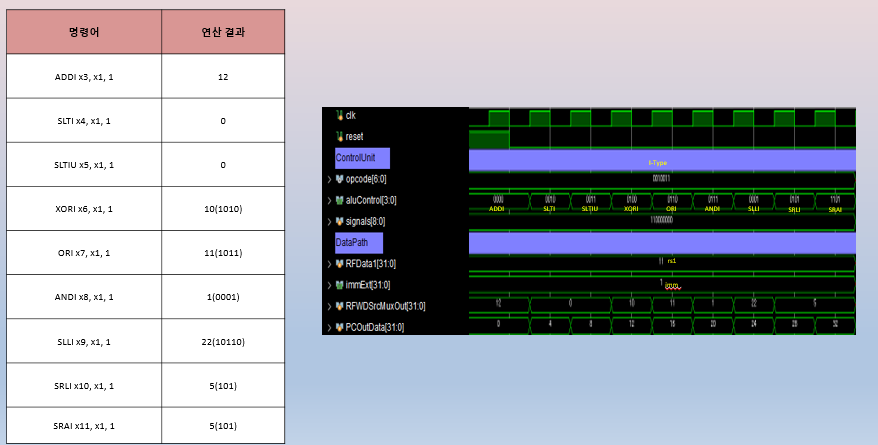 명령어 연산 결과
ADDI x3, x1, 1 12
SLTI x4, x1, 1 0
SLTIU x5, x1, 1 0
XORI x6, x1, 1 10(1010)
ORI x7, x1, 1 11(1011)
ANDI x8, x1, 1 1(0001)
SLLI x9, x1, 1 22(10110)
SRLI x10, x1, 1 5(101)
SRAI x11, x1, 1 5(101)
clk
reset
ControlUnit I-Type
opcode[6:0] 0010011
aluControl[3:0] 0000 0010 0011 0100 0110 0111 0001 0101 1101
ADDI SLTI SLTIU XORI ORI ANDI SLLI SRLI SRAI
signals[8:0] 110000000
DataPath
RFData1[31:0] 11 rs1
immExt[31:0] 1 imm
RFWDSrcMuxOut[31:0] 12 0 10 11 1 22 5
PCOutData[31:0] 0 4 8 12 16 20 24 28 32